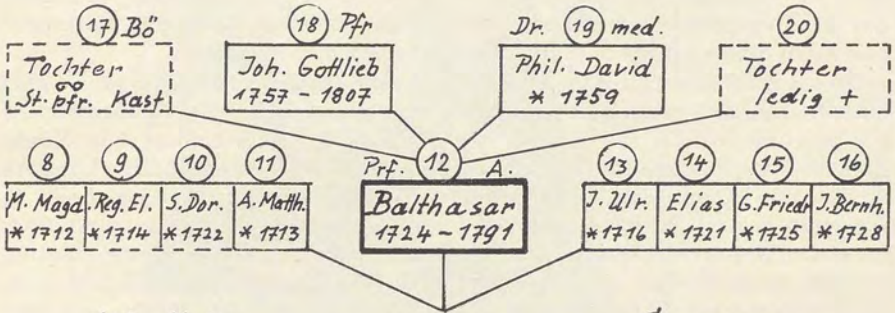 17 Bö 18 Pfr Dr. 19 med. 20
Tochter Joh. Gottlieb Phil. David Tochter
∞
St. pfr. Kast 1757 - 1807 * 1759 ledig +
8 9 10 11 Prf. 12 A. 13 14 15 16
M. Magd. Reg. El. S. Dor. A. Matth. Balthasar J. Ulr. Elias G. Friedr J. Bernh.
* 1712 * 1714 * 1722 * 1713 1724 - 1791 * 1716 * 1721 * 1725 * 1728